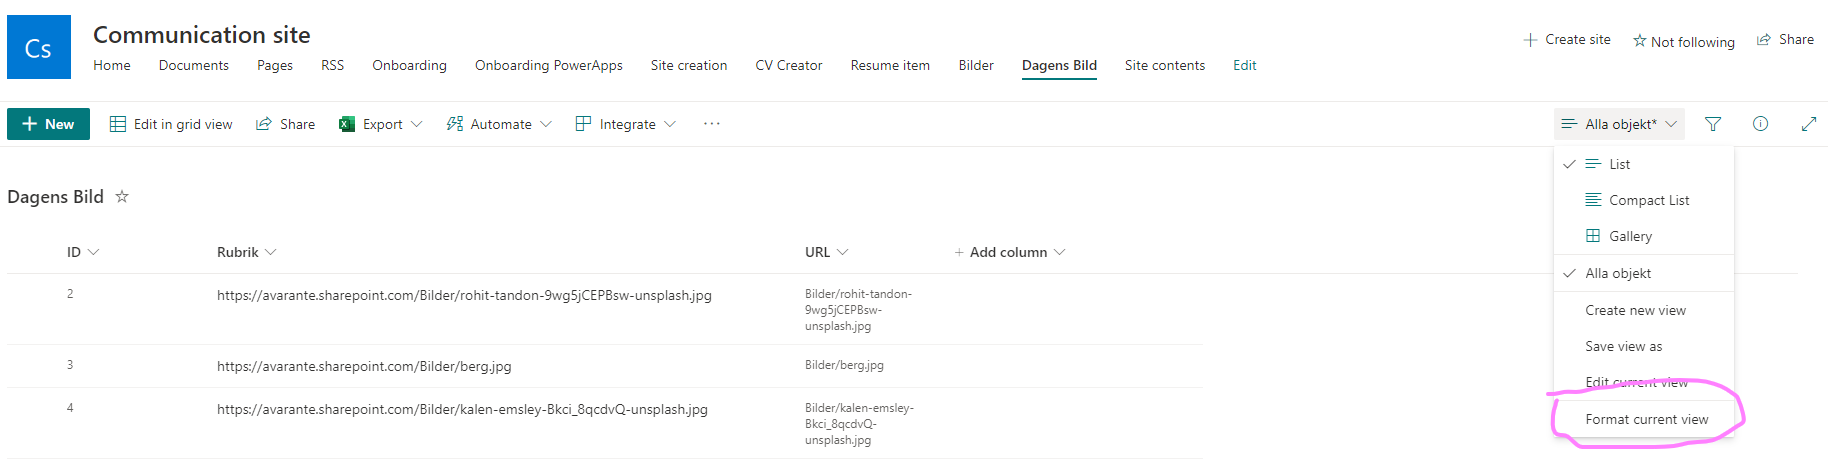 Cs
Communication site
Create site
Not following
Share
Home Documents Pages RSS Onboarding Onboarding PowerApps Site creation CV Creator Resume item Bilder Dagens Bild Site contents Edit
New Edit in grid view Share Export Automate Integrate ... Alla objekt*
List
Compact List
Gallery
Alla objekt
Create new view
Save view as
Edit current view
Format current view
Dagens Bild
ID Rubrik URL + Add column
2 https://avarante.sharepoint.com/Bilder/rohit-tandon-9wg5jCEPBsw-unsplash.jpg Bilder/rohit-tandon-
9wg5jCEPBsw-
unsplash.jpg
3 https://avarante.sharepoint.com/Bilder/berg.jpg Bilder/berg.jpg
4 https://avarante.sharepoint.com/Bilder/kalen-emsley-Bkci_8qcdvQ-unsplash.jpg Bilder/kalen-emsley-
Bkci_8qcdvQ-
unsplash.jpg